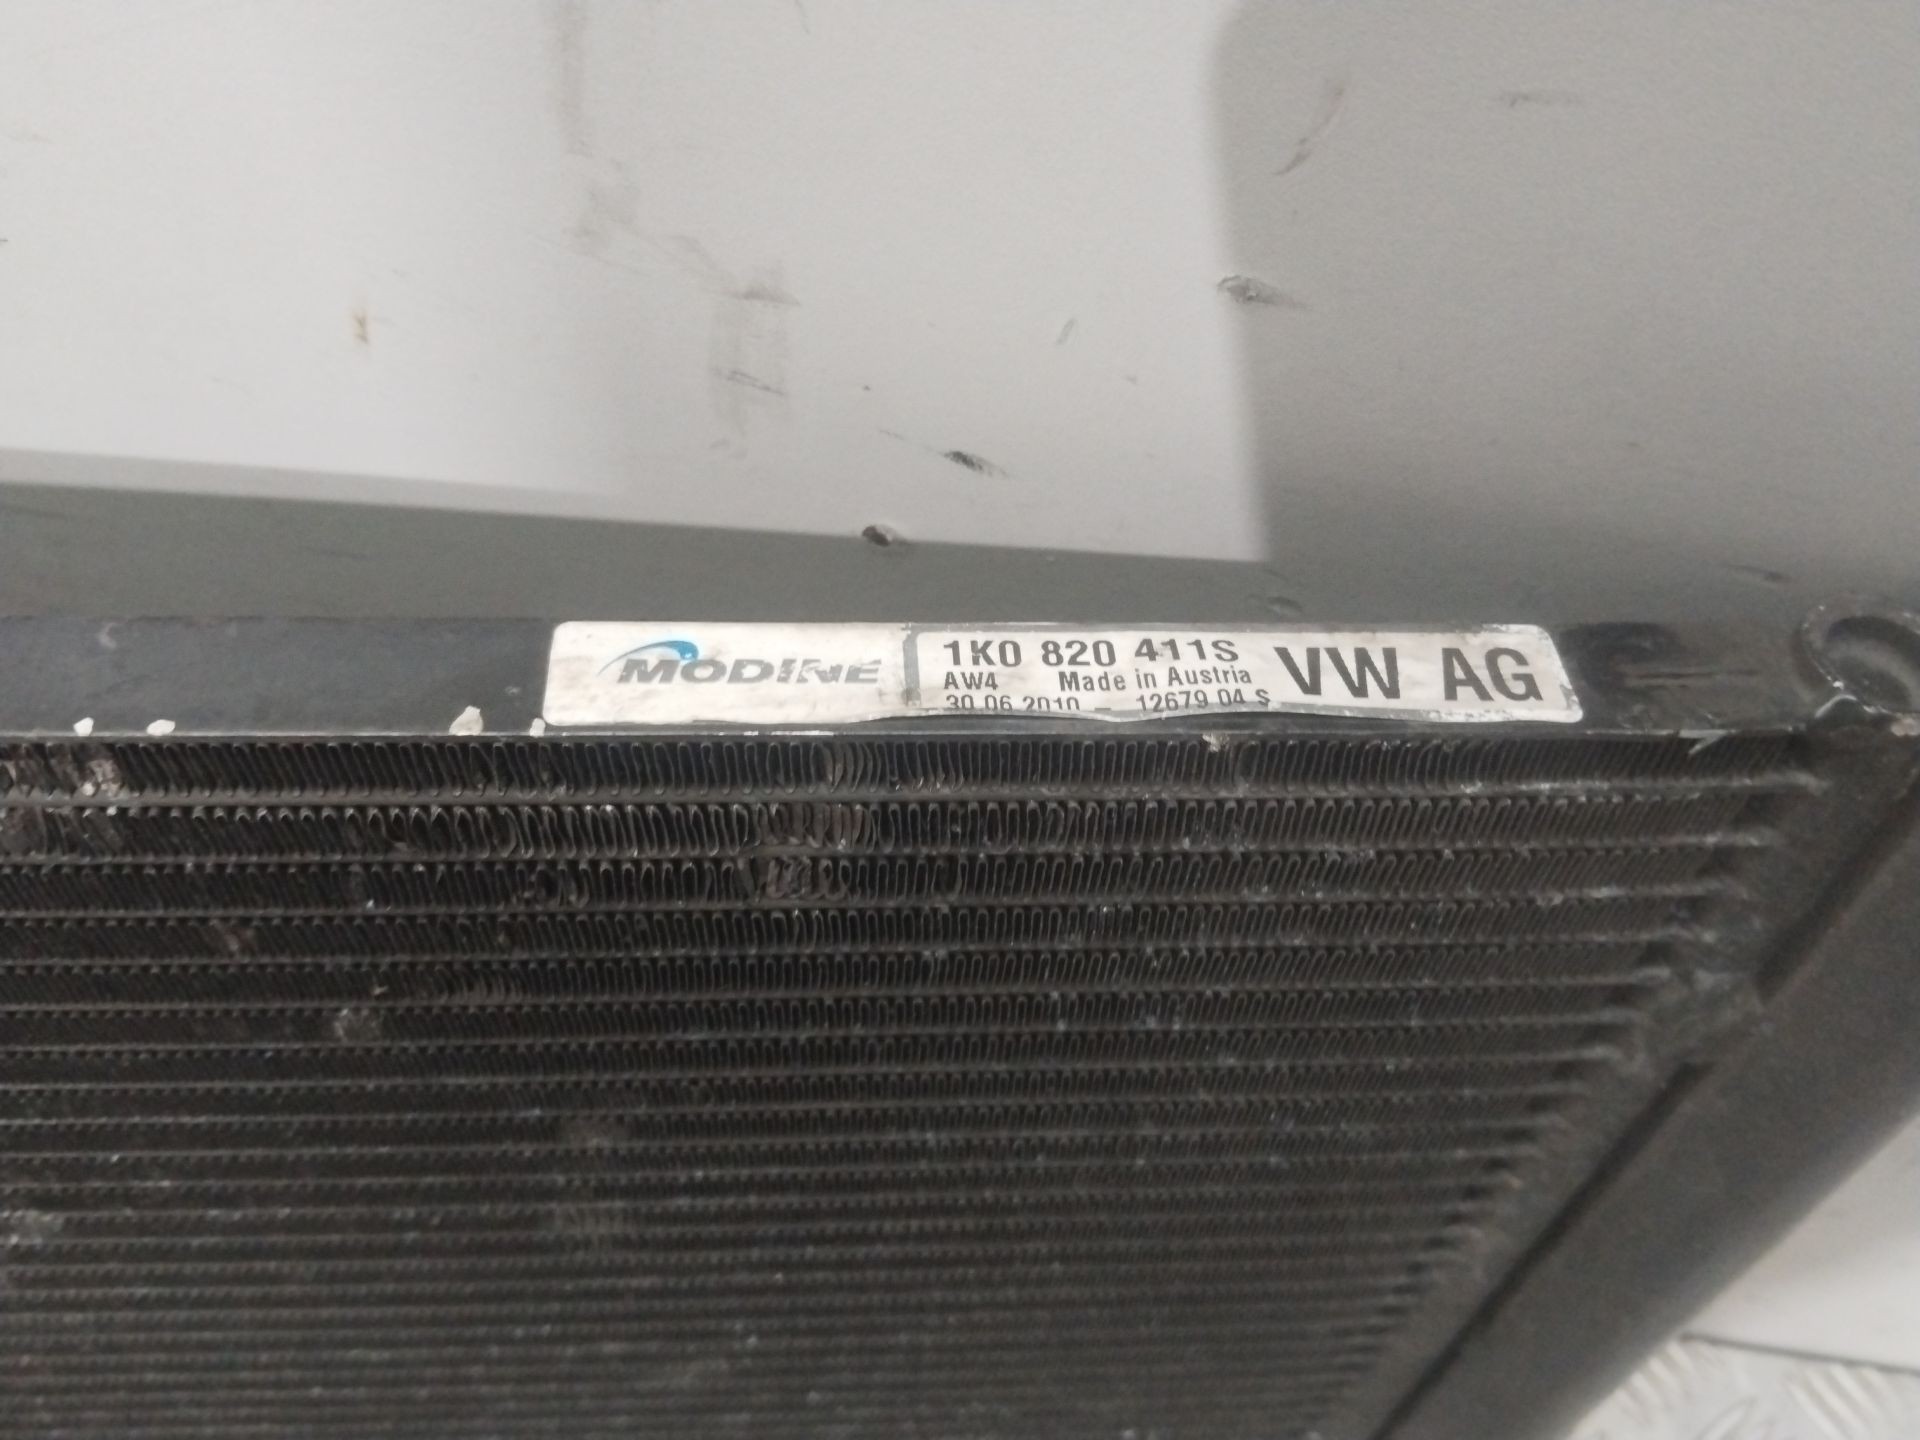 MODINE
1K0 820 411S
AW4 Made in Austria
30.06.2010 - 12679 04 S
VW AG